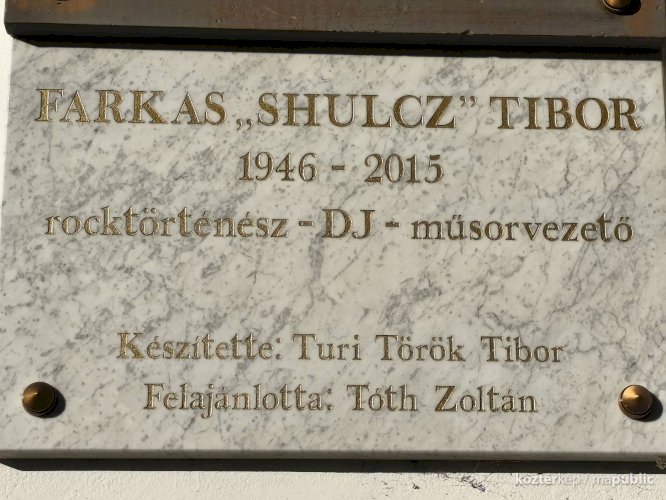 FARKAS „SHULCZ” TIBOR
1946 - 2015
rocktörténész - DJ - műsorvezető
Készítette: Turi Török Tibor
Felajánlotta: Tóth Zoltán
köztérkép / mapublic